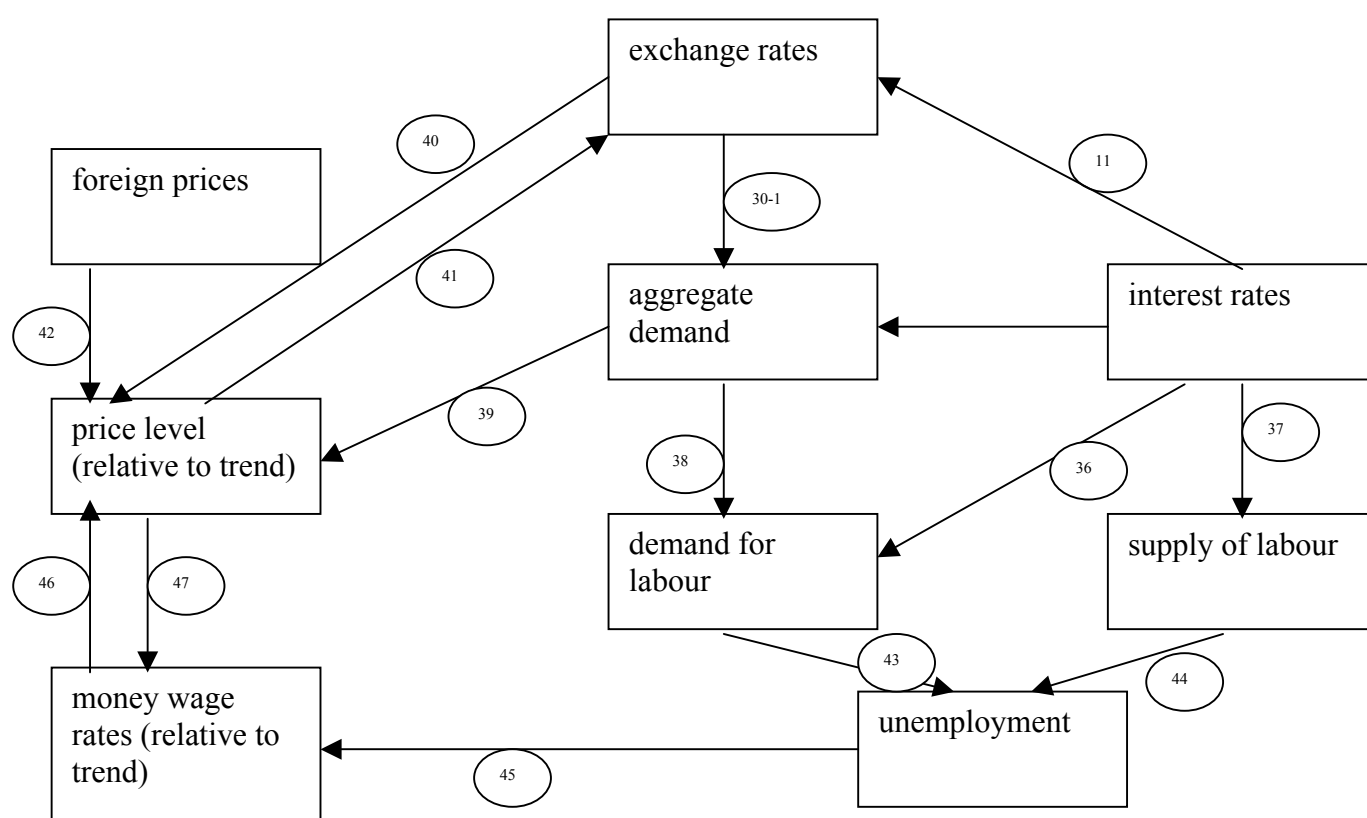 exchange rates
40
11
foreign prices
30-1
41
aggregate
demand
interest rates
42
39
37
price level
(relative to trend)
38
36
demand for
labour
supply of labour
46
47
43
44
money wage
rates (relative to
trend)
unemployment
45